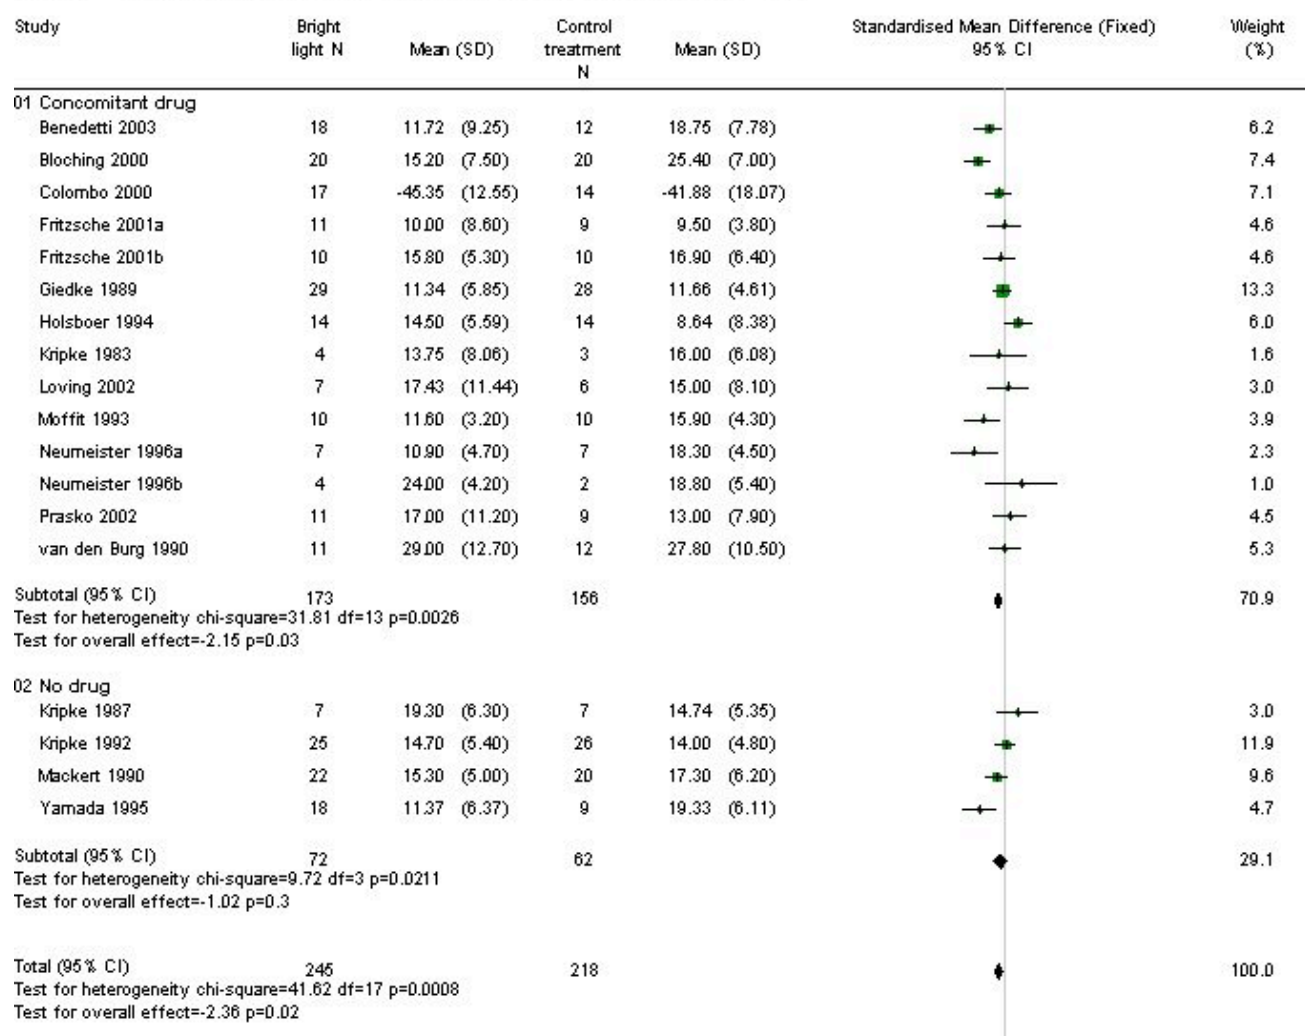 Study Bright light N Mean (SD) Control treatment N Mean (SD) Standardised Mean Difference (Fixed) 95% CI Weight (%)
01 Concomitant drug
Benedetti 2003 18 11.72 (9.25) 12 18.75 (7.78) 6.2
Bloching 2000 20 15.20 (7.50) 20 25.40 (7.00) 7.4
Colombo 2000 17 -45.35 (12.55) 14 -41.88 (18.07) 7.1
Fritzsche 2001a 11 10.00 (8.60) 9 9.50 (3.80) 4.6
Fritzsche 2001b 10 15.80 (5.30) 10 16.90 (6.40) 4.6
Giedke 1989 29 11.34 (5.85) 28 11.66 (4.61) 13.3
Holsboer 1994 14 14.50 (5.59) 14 8.64 (8.38) 6.0
Kripke 1983 4 13.75 (8.06) 3 16.00 (6.08) 1.6
Loving 2002 7 17.43 (11.44) 6 15.00 (8.10) 3.0
Moffit 1993 10 11.60 (3.20) 10 15.90 (4.30) 3.9
Neumeister 1996a 7 10.90 (4.70) 7 18.30 (4.50) 2.3
Neumeister 1996b 4 24.00 (4.20) 2 18.80 (5.40) 1.0
Prasko 2002 11 17.00 (11.20) 9 13.00 (7.90) 4.5
van den Burg 1990 11 29.00 (12.70) 12 27.80 (10.50) 5.3
Subtotal (95% CI) 173 156 70.9
Test for heterogeneity chi-square=31.81 df=13 p=0.0026
Test for overall effect=-2.15 p=0.03
02 No drug
Kripke 1987 7 19.30 (6.30) 7 14.74 (5.35) 3.0
Kripke 1992 25 14.70 (5.40) 26 14.00 (4.80) 11.9
Mackert 1990 22 15.30 (5.00) 20 17.30 (6.20) 9.6
Yamada 1995 18 11.37 (6.37) 9 19.33 (6.11) 4.7
Subtotal (95% CI) 72 62 29.1
Test for heterogeneity chi-square=9.72 df=3 p=0.0211
Test for overall effect=-1.02 p=0.3
Total (95% CI) 245 218 100.0
Test for heterogeneity chi-square=41.62 df=17 p=0.0008
Test for overall effect=-2.36 p=0.02